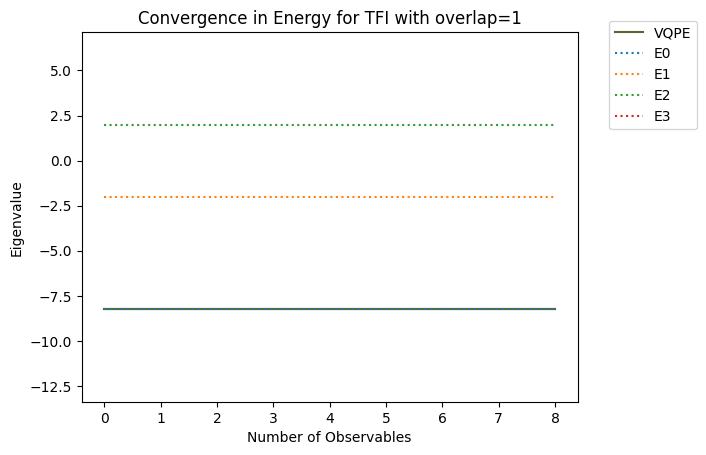 Convergence in Energy for TFI with overlap=1
VQPE
E0
E1
E2
E3
5.0
2.5
0.0
−2.5
−5.0
−7.5
−10.0
−12.5
Eigenvalue
0 1 2 3 4 5 6 7 8
Number of Observables